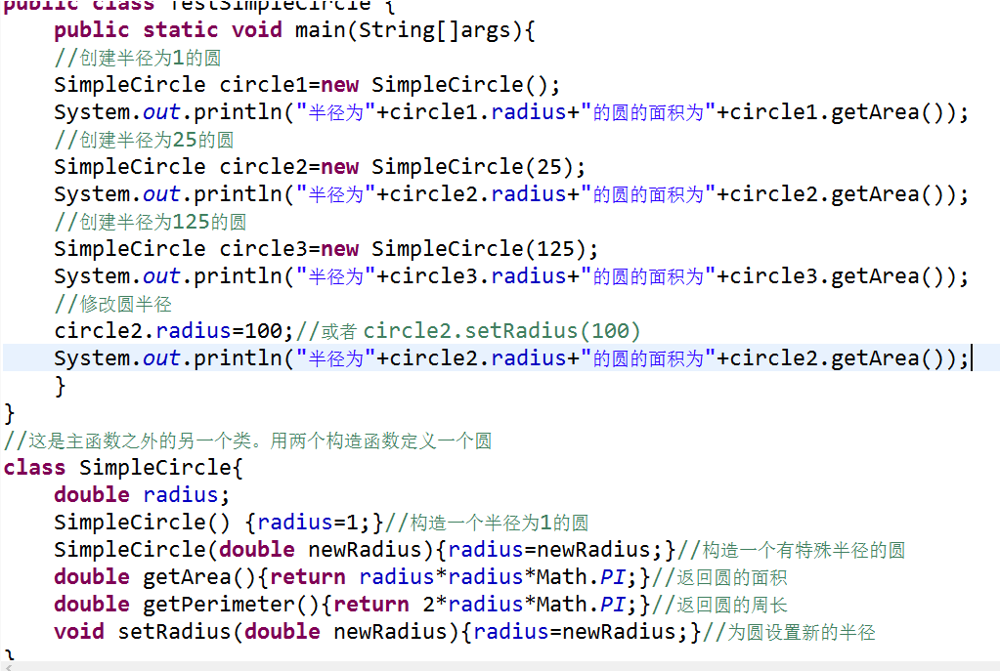 public class TestSimpleCircle {
public static void main(String[]args){
//创建半径为1的圆
SimpleCircle circle1=new SimpleCircle();
System.out.println("半径为"+circle1.radius+"的圆的面积为"+circle1.getArea());
//创建半径为25的圆
SimpleCircle circle2=new SimpleCircle(25);
System.out.println("半径为"+circle2.radius+"的圆的面积为"+circle2.getArea());
//创建半径为125的圆
SimpleCircle circle3=new SimpleCircle(125);
System.out.println("半径为"+circle3.radius+"的圆的面积为"+circle3.getArea());
//修改圆半径
circle2.radius=100;//或者circle2.setRadius(100)
System.out.println("半径为"+circle2.radius+"的圆的面积为"+circle2.getArea());
}
}
//这是主函数之外的另一个类。用两个构造函数定义一个圆
class SimpleCircle{
double radius;
SimpleCircle() {radius=1;}//构造一个半径为1的圆
SimpleCircle(double newRadius){radius=newRadius;}//构造一个有特殊半径的圆
double getArea(){return radius*radius*Math.PI;}//返回圆的面积
double getPerimeter(){return 2*radius*Math.PI;}//返回圆的周长
void setRadius(double newRadius){radius=newRadius;}//为圆设置新的半径
}